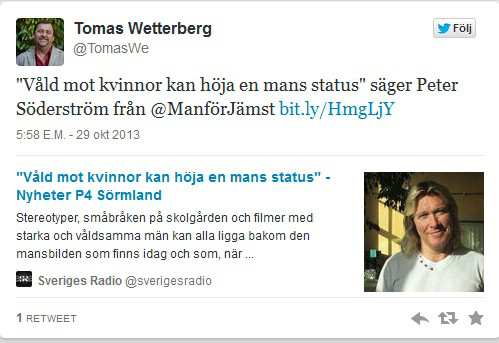 Tomas Wetterberg
@TomasWe
Följ
"Våld mot kvinnor kan höja en mans status" säger Peter
Söderström från @ManförJämst bit.ly/HmgLjY
5:58 E.M. - 29 okt 2013
"Våld mot kvinnor kan höja en mans status" -
Nyheter P4 Sörmland
Stereotyper, småbråken på skolgården och filmer med
starka och våldsamma män kan alla ligga bakom den
mansbilden som finns idag och som, när ...
Sveriges Radio @sverigesradio
1 RETWEET